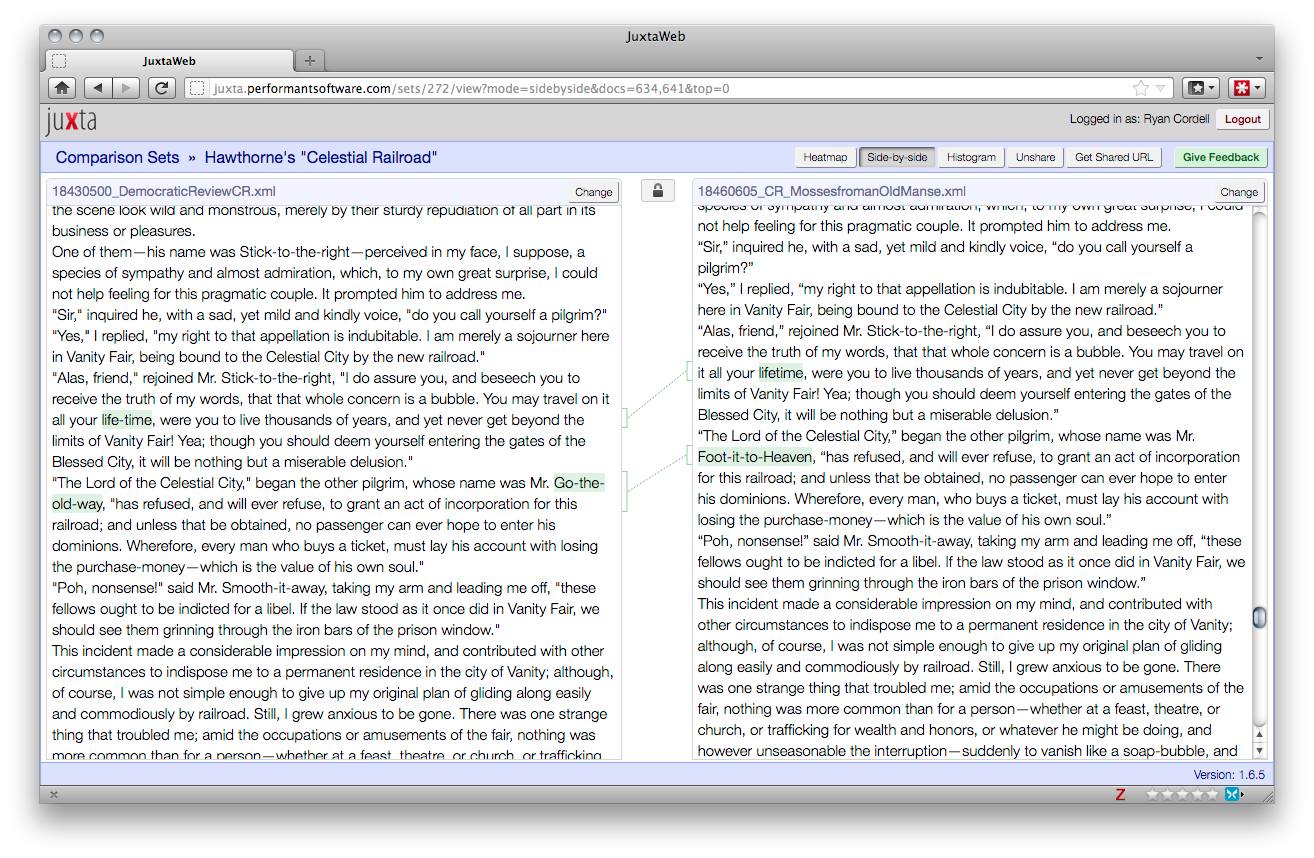 JuxtaWeb
JuxtaWeb
juxta.performantsoftware.com/sets/272/view?mode=sidebyside&docs=634,641&top=0
juxta
Logged in as: Ryan Cordell
Logout
Comparison Sets » Hawthorne's "Celestial Railroad"
Heatmap
Side-by-side
Histogram
Unshare
Get Shared URL
Give Feedback
18430500_DemocraticReviewCR.xml
Change
the scene look wild and monstrous, merely by their sturdy repudiation of all part in its
business or pleasures.
One of them—his name was Stick-to-the-right—perceived in my face, I suppose, a
species of sympathy and almost admiration, which, to my own great surprise, I could
not help feeling for this pragmatic couple. It prompted him to address me.
"Sir," inquired he, with a sad, yet mild and kindly voice, "do you call yourself a pilgrim?"
"Yes," I replied, "my right to that appellation is indubitable. I am merely a sojourner here
in Vanity Fair, being bound to the Celestial City by the new railroad."
"Alas, friend," rejoined Mr. Stick-to-the-right, "I do assure you, and beseech you to
receive the truth of my words, that that whole concern is a bubble. You may travel on it
all your life-time, were you to live thousands of years, and yet never get beyond the
limits of Vanity Fair! Yea; though you should deem yourself entering the gates of the
Blessed City, it will be nothing but a miserable delusion."
"The Lord of the Celestial City," began the other pilgrim, whose name was Mr. Go-the-
old-way, "has refused, and will ever refuse, to grant an act of incorporation for this
railroad; and unless that be obtained, no passenger can ever hope to enter his
dominions. Wherefore, every man who buys a ticket, must lay his account with losing
the purchase-money—which is the value of his own soul."
"Poh, nonsense!" said Mr. Smooth-it-away, taking my arm and leading me off, "these
fellows ought to be indicted for a libel. If the law stood as it once did in Vanity Fair, we
should see them grinning through the iron bars of the prison window."
This incident made a considerable impression on my mind, and contributed with other
circumstances to indispose me to a permanent residence in the city of Vanity; although,
of course, I was not simple enough to give up my original plan of gliding along easily
and commodiously by railroad. Still, I grew anxious to be gone. There was one strange
thing that troubled me; amid the occupations or amusements of the fair, nothing was
more common than for a person—whether at a feast, theatre, or church, or trafficking
18460605_CR_MossesfromanOldManse.xml
Change
species of sympathy and almost admiration, which, to my own great surprise, I could
not help feeling for this pragmatic couple. It prompted him to address me.
“Sir,” inquired he, with a sad, yet mild and kindly voice, “do you call yourself a
pilgrim?”
“Yes,” I replied, “my right to that appellation is indubitable. I am merely a sojourner
here in Vanity Fair, being bound to the Celestial City by the new railroad.”
“Alas, friend,” rejoined Mr. Stick-to-the-right, “I do assure you, and beseech you to
receive the truth of my words, that that whole concern is a bubble. You may travel on
it all your lifetime, were you to live thousands of years, and yet never get beyond the
limits of Vanity Fair! Yea; though you should deem yourself entering the gates of the
Blessed City, it will be nothing but a miserable delusion.”
“The Lord of the Celestial City,” began the other pilgrim, whose name was Mr.
Foot-it-to-Heaven, “has refused, and will ever refuse, to grant an act of incorporation
for this railroad; and unless that be obtained, no passenger can ever hope to enter
his dominions. Wherefore, every man, who buys a ticket, must lay his account with
losing the purchase-money—which is the value of his own soul.”
“Poh, nonsense!” said Mr. Smooth-it-away, taking my arm and leading me off, “these
fellows ought to be indicted for a libel. If the law stood as it once did in Vanity Fair, we
should see them grinning through the iron bars of the prison window.”
This incident made a considerable impression on my mind, and contributed with
other circumstances to indispose me to a permanent residence in the city of Vanity;
although, of course, I was not simple enough to give up my original plan of gliding
along easily and commodiously by railroad. Still, I grew anxious to be gone. There
was one strange thing that troubled me; amid the occupations or amusements of the
fair, nothing was more common than for a person—whether at a feast, theatre, or
church, or trafficking for wealth and honors, or whatever he might be doing, and
however unseasonable the interruption—suddenly to vanish like a soap-bubble, and
Version: 1.6.5
Z